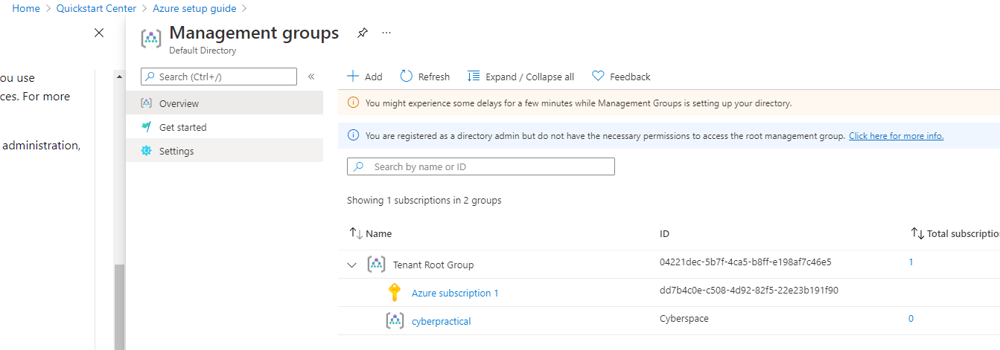 Home > Quickstart Center > Azure setup guide >
Management groups
Default Directory
ou use
ces. For more
administration,
Search (Ctrl+/)
Overview
Get started
Settings
Add Refresh Expand / Collapse all Feedback
You might experience some delays for a few minutes while Management Groups is setting up your directory.
You are registered as a directory admin but do not have the necessary permissions to access the root management group. Click here for more info.
Search by name or ID
Showing 1 subscriptions in 2 groups
Name ID Total subscription
Tenant Root Group 04221dec-5b7f-4ca5-b8ff-e198af7c46e5 1
Azure subscription 1 dd7b4c0e-c508-4d92-82f5-22e23b191f90
cyberpractical Cyberspace 0